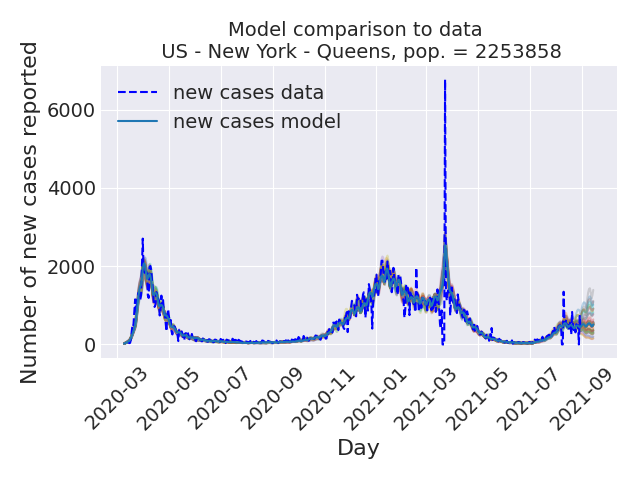 Model comparison to data
US - New York - Queens, pop. = 2253858
Number of new cases reported
6000
4000
2000
0
new cases data
new cases model
2020-03
2020-05
2020-07
2020-09
2020-11
2021-01
2021-03
2021-05
2021-07
2021-09
Day